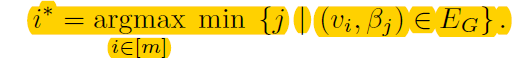 i* = argmax min {j | (v_i, β_j) ∈ E_G}.
i∈[m]